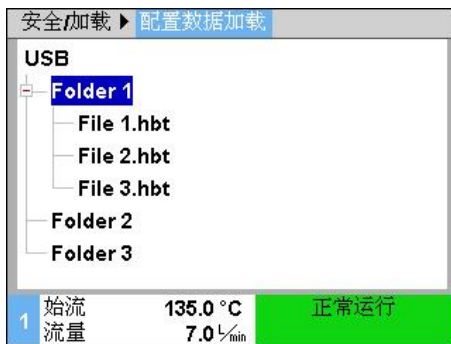 安全/加载 ▶ 配置数据加载
USB
Folder 1
File 1.hbt
File 2.hbt
File 3.hbt
Folder 2
Folder 3
1 始流 135.0 °C 正常运行
流量 7.0 L/min